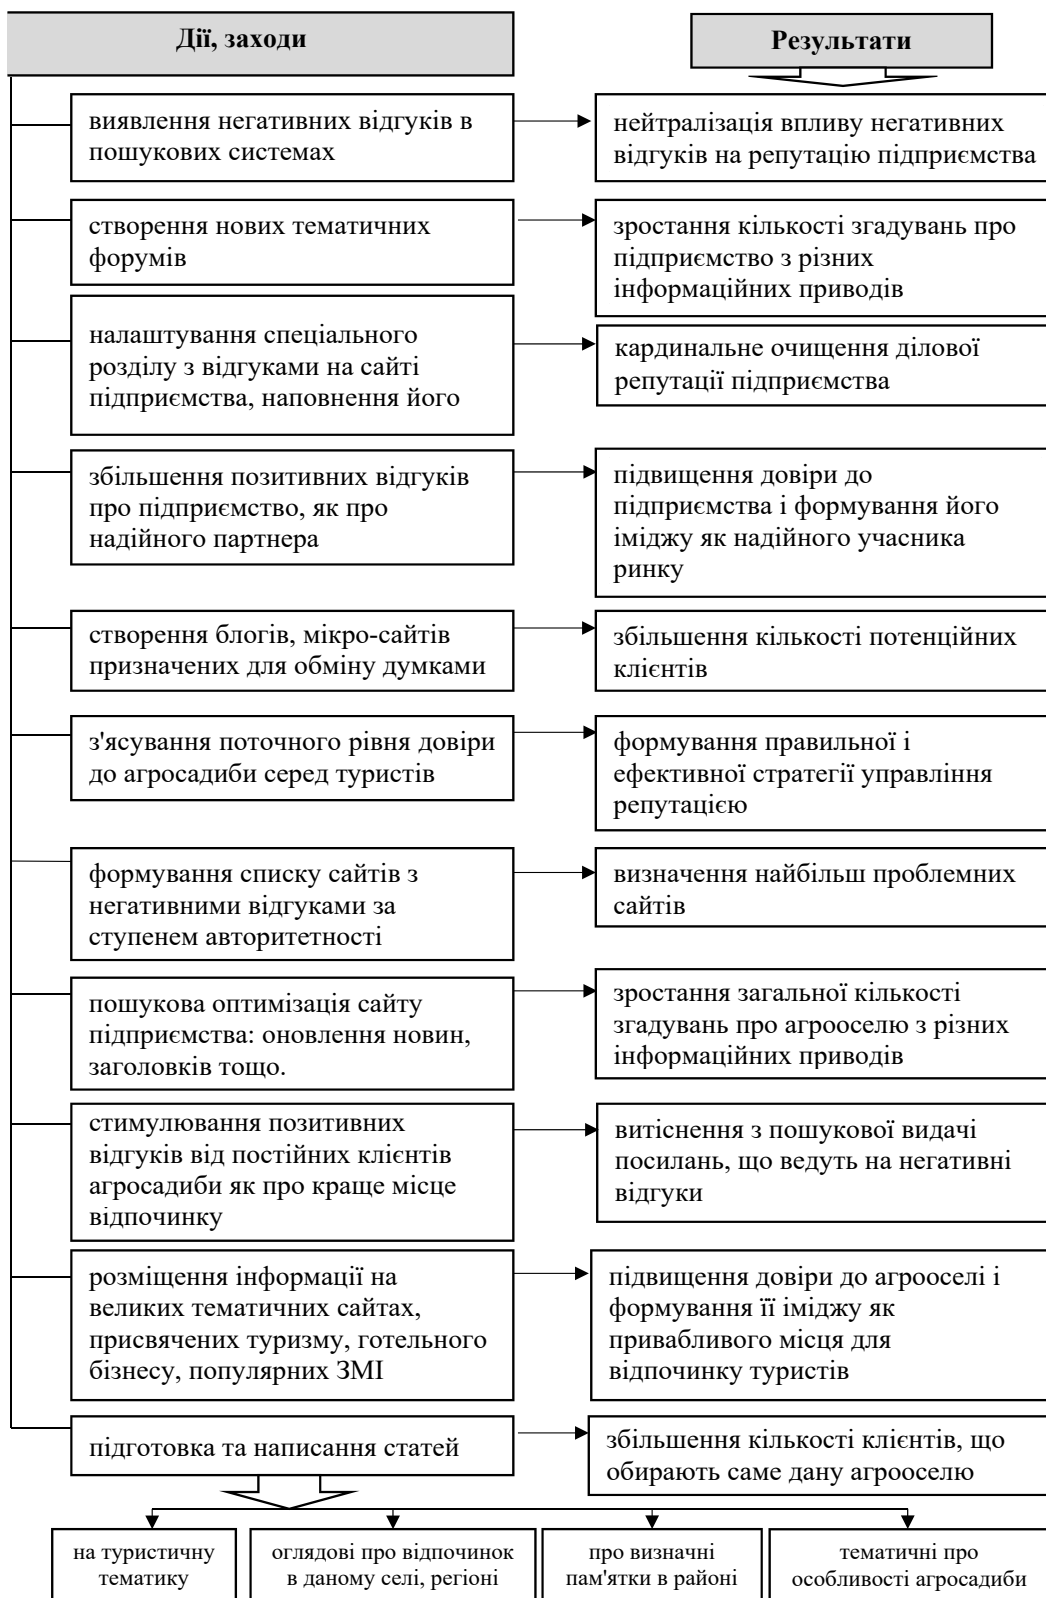 Дії, заходи
Результати
виявлення негативних відгуків в
пошукових системах
нейтралізація впливу негативних
відгуків на репутацію підприємства
створення нових тематичних
форумів
зростання кількості згадувань про
підприємство з різних
інформаційних приводів
налаштування спеціального
розділу з відгуками на сайті
підприємства, наповнення його
кардинальне очищення ділової
репутації підприємства
збільшення позитивних відгуків
про підприємство, як про
надійного партнера
підвищення довіри до
підприємства і формування його
іміджу як надійного учасника
ринку
створення блогів, мікро-сайтів
призначених для обміну думками
збільшення кількості потенційних
клієнтів
з'ясування поточного рівня довіри
до агросадиби серед туристів
формування правильної і
ефективної стратегії управління
репутацією
формування списку сайтів з
негативними відгуками за
ступенем авторитетності
визначення найбільш проблемних
сайтів
пошукова оптимізація сайту
підприємства: оновлення новин,
заголовків тощо.
зростання загальної кількості
згадувань про агрооселю з різних
інформаційних приводів
стимулювання позитивних
відгуків від постійних клієнтів
агросадиби як про краще місце
відпочинку
витіснення з пошукової видачі
посилань, що ведуть на негативні
відгуки
розміщення інформації на
великих тематичних сайтах,
присвячених туризму, готельного
бізнесу, популярних ЗМІ
підвищення довіри до агрооселі і
формування її іміджу як
привабливого місця для
відпочинку туристів
підготовка та написання статей
збільшення кількості клієнтів, що
обирають саме дану агрооселю
на туристичну
тематику
оглядові про відпочинок
в даному селі, регіоні
про визначні
пам'ятки в районі
тематичні про
особливості агросадиби